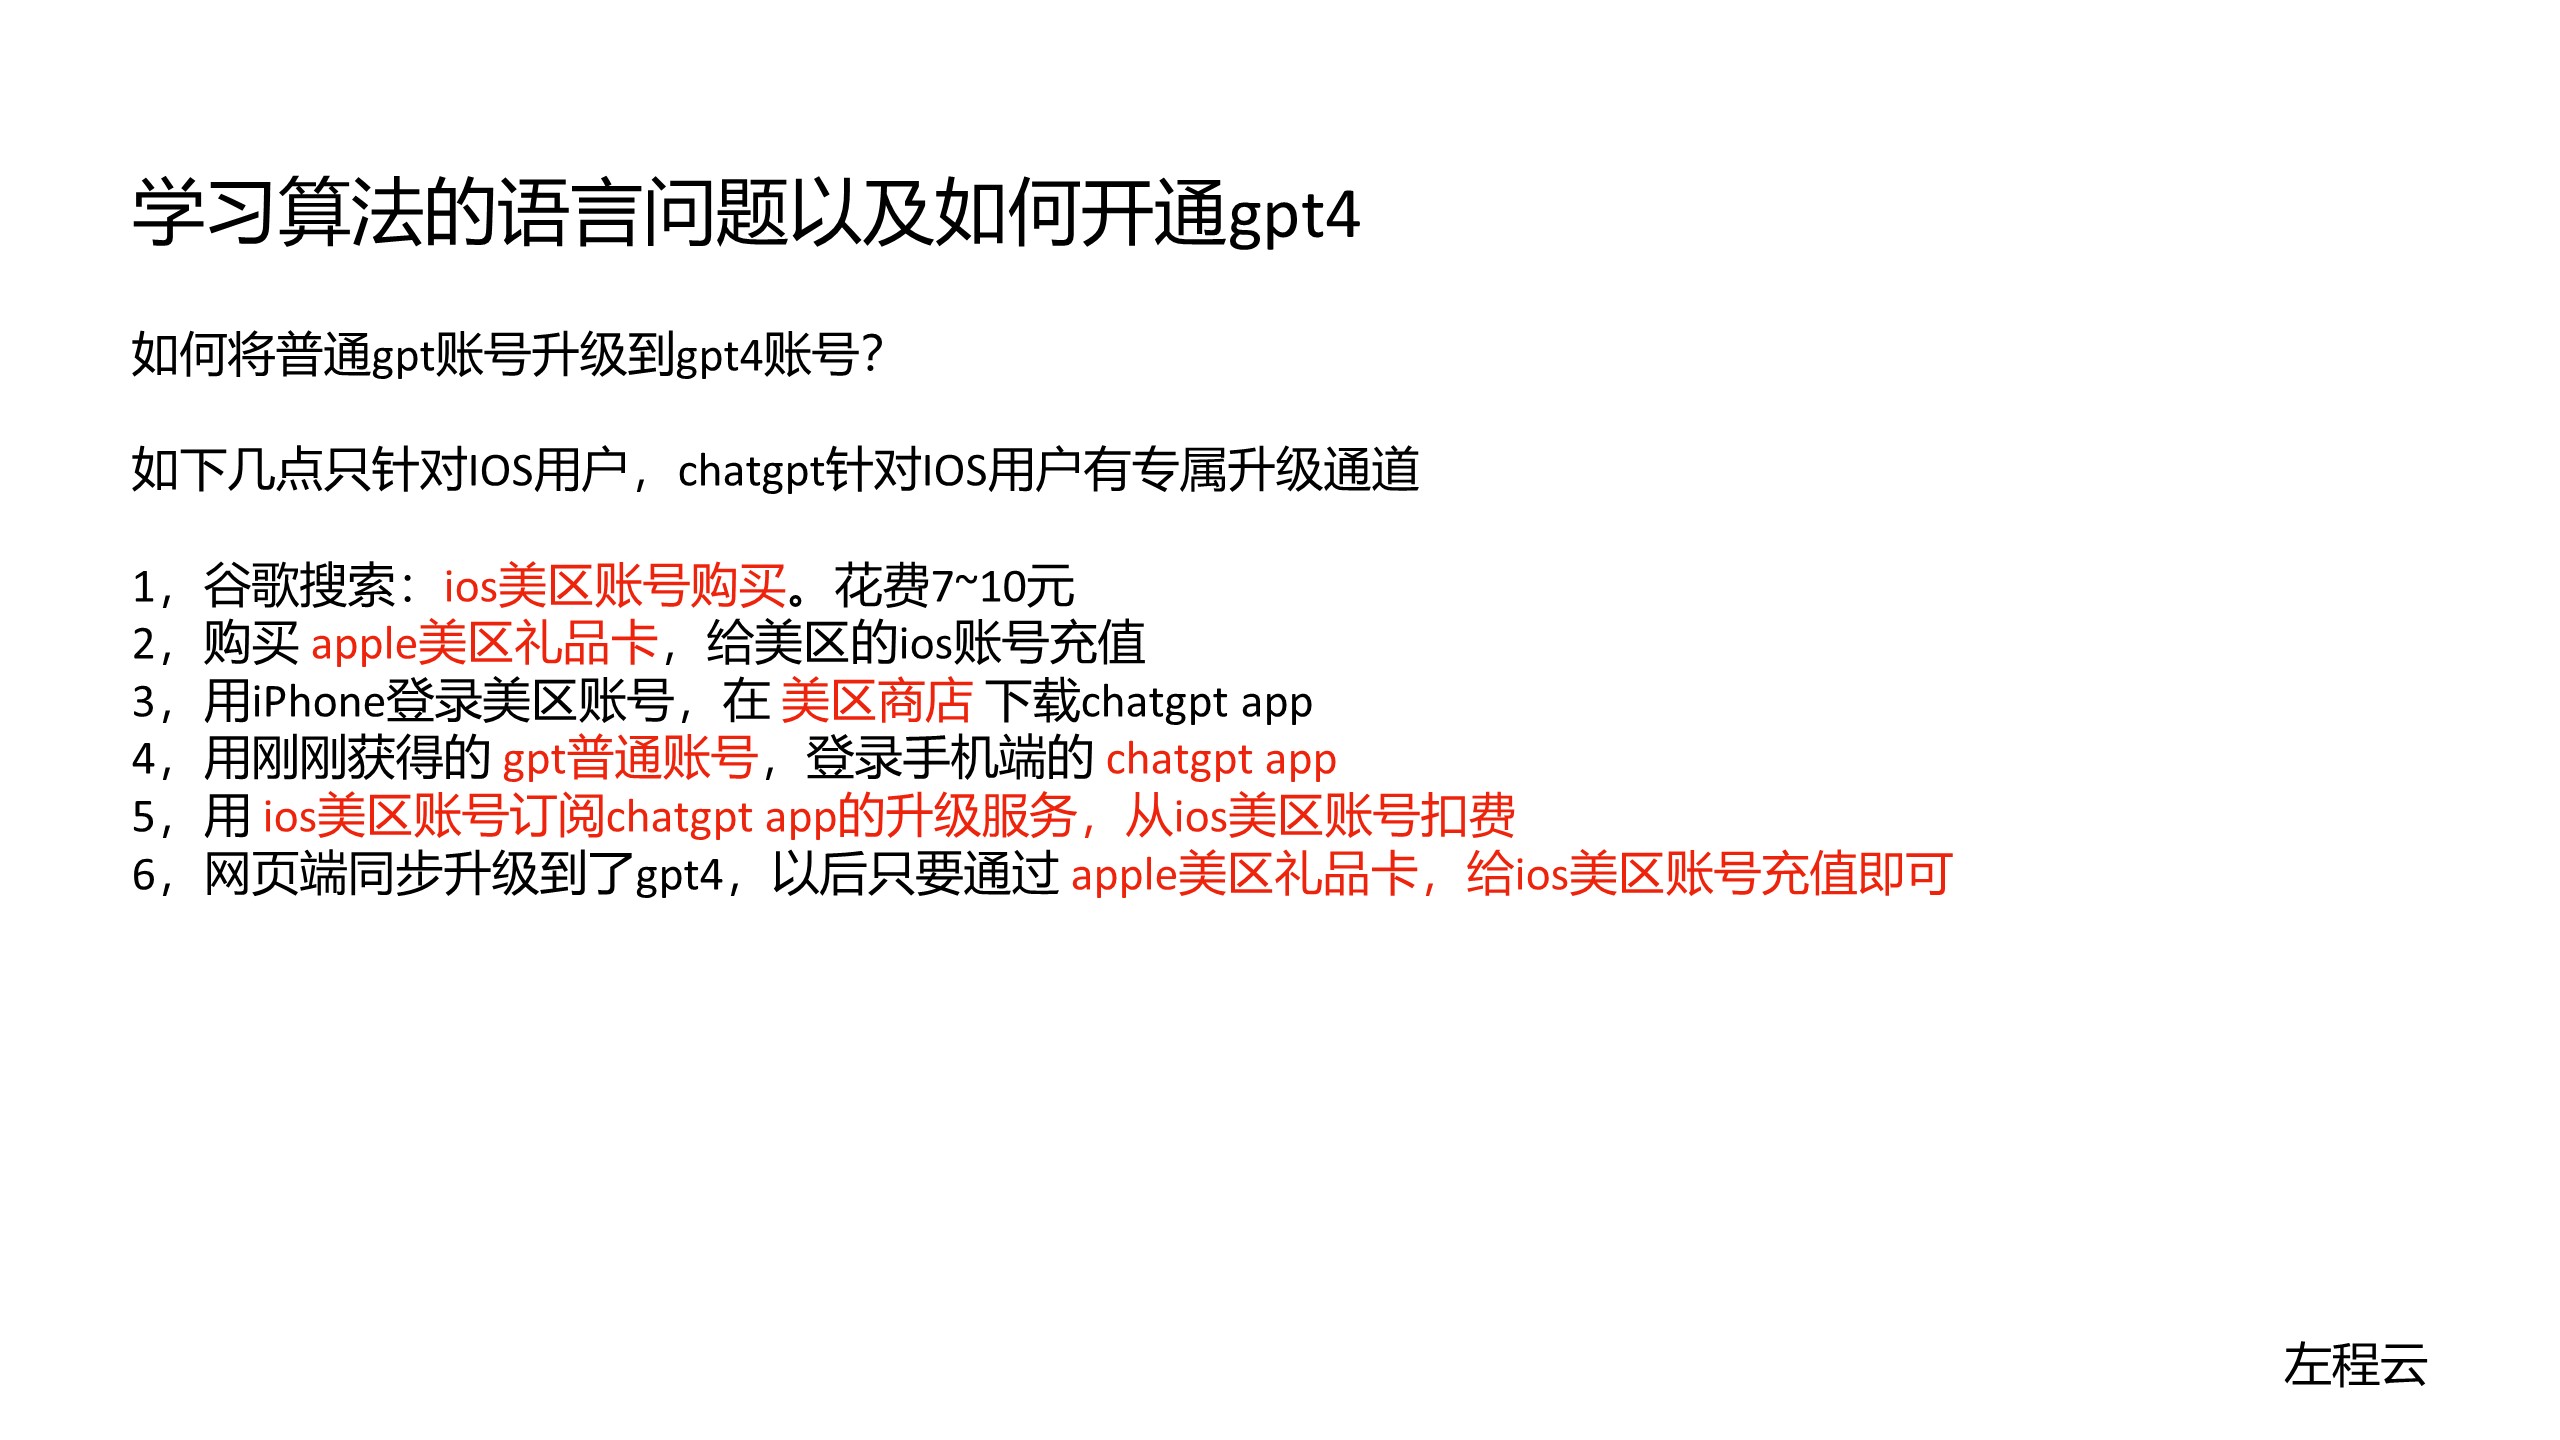 学习算法的语言问题以及如何开通gpt4
如何将普通gpt账号升级到gpt4账号？
如下几点只针对IOS用户，chatgpt针对IOS用户有专属升级通道
1，谷歌搜索：ios美区账号购买。花费7~10元
2，购买 apple美区礼品卡，给美区的ios账号充值
3，用iPhone登录美区账号，在 美区商店 下载chatgpt app
4，用刚刚获得的 gpt普通账号，登录手机端的 chatgpt app
5，用 ios美区账号订阅chatgpt app的升级服务，从ios美区账号扣费
6，网页端同步升级到了gpt4，以后只要通过 apple美区礼品卡，给ios美区账号充值即可
左程云